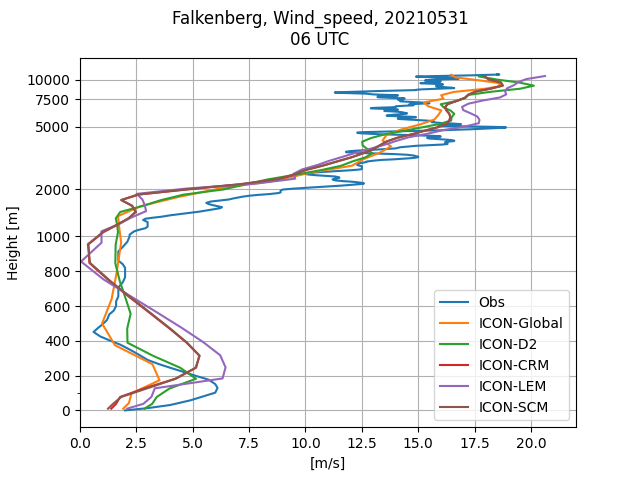 Falkenberg, Wind_speed, 20210531
06 UTC
Height [m]
10000
7500
5000
2000
1000
800
600
400
200
0
Obs
ICON-Global
ICON-D2
ICON-CRM
ICON-LEM
ICON-SCM
0.0 2.5 5.0 7.5 10.0 12.5 15.0 17.5 20.0
[m/s]